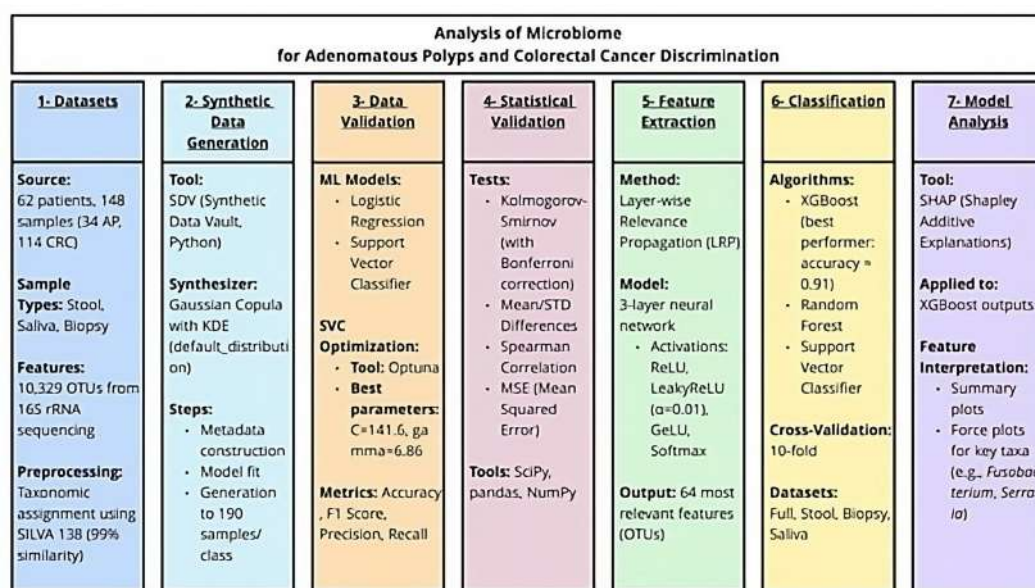 Analysis of Microbiome
for Adenomatous Polyps and Colorectal Cancer Discrimination
1- Datasets
Source:
62 patients, 148
samples (34 AP,
114 CRC)
Sample
Types: Stool,
Saliva, Biopsy
Features:
10,329 OTUs from
16S rRNA
sequencing
Preprocessing:
Taxonomic
assignment using
SILVA 138 (99%
similarity)
2- Synthetic
Data
Generation
Tool:
SDV (Synthetic
Data Vault,
Python)
Synthesizer:
Gaussian Copula
with KDE
(default_distributi
on)
Steps:
• Metadata
construction
• Model fit
• Generation
to 190
samples/
class
3- Data
Validation
ML Models:
• Logistic
Regression
• Support
Vector
Classifier
SVC
Optimization:
• Tool: Optuna
• Best
parameters:
C=141.6, ga
mma=6.86
Metrics: Accuracy
, F1 Score,
Precision, Recall
4- Statistical
Validation
Tests:
• Kolmogorov-
Smirnov
(with
Bonferroni
correction)
• Mean/STD
Differences
• Spearman
Correlation
• MSE (Mean
Squared
Error)
Tools: SciPy,
pandas, NumPy
5- Feature
Extraction
Method:
Layer-wise
Relevance
Propagation (LRP)
Model:
3-layer neural
network
• Activations:
ReLU,
LeakyReLU
(α=0.01),
GeLU,
Softmax
Output: 64 most
relevant features
(OTUs)
6- Classification
Algorithms:
• XGBoost
(best
performer:
accuracy =
0.91)
• Random
Forest
• Support
Vector
Classifier
Cross-Validation:
10-fold
Datasets:
Full, Stool, Biopsy,
Saliva
7- Model
Analysis
Tool:
SHAP (Shapley
Additive
Explanations)
Applied to:
XGBoost outputs
Feature
Interpretation:
• Summary
plots
• Force plots
for key taxa
(e.g., Fusobac
terium, Serrat
ia)